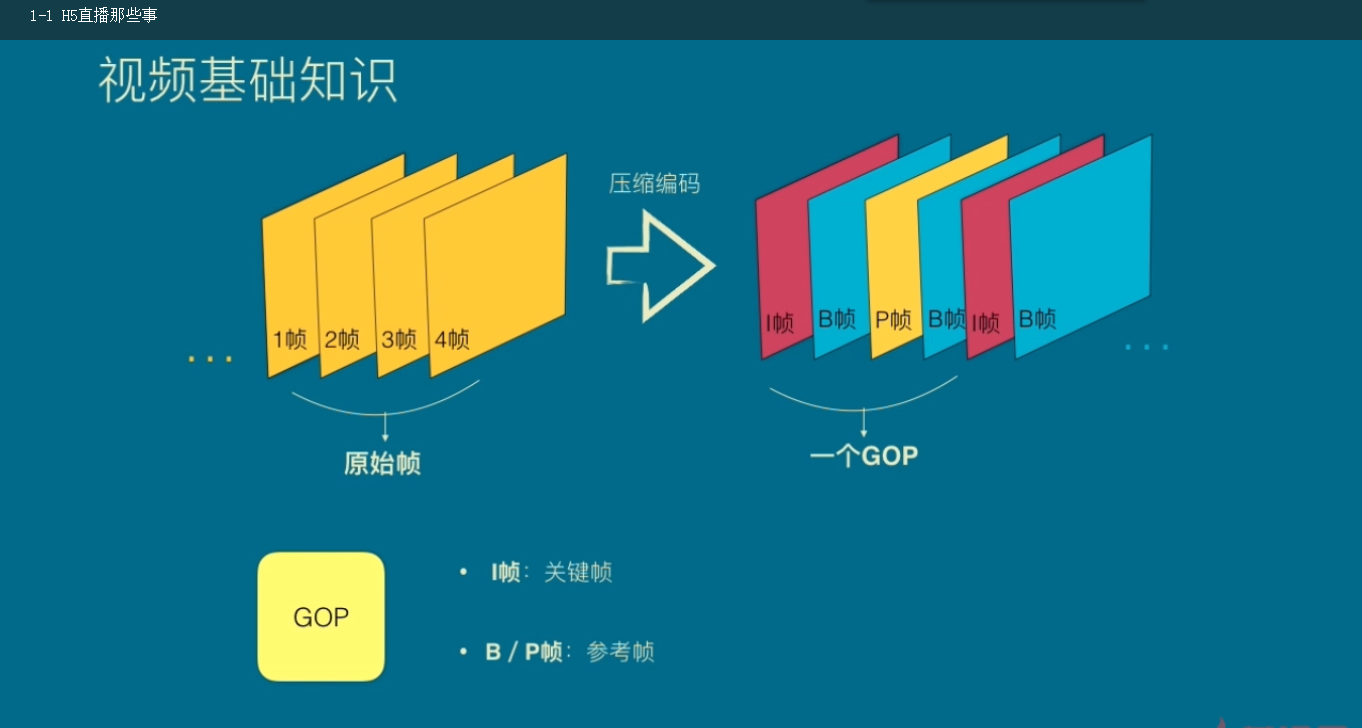 1-1 H5直播那些事
视频基础知识
压缩编码
1帧 2帧 3帧 4帧
I帧 B帧 P帧 B帧 I帧 B帧
...
...
原始帧
一个GOP
GOP
• I帧：关键帧
• B / P帧：参考帧